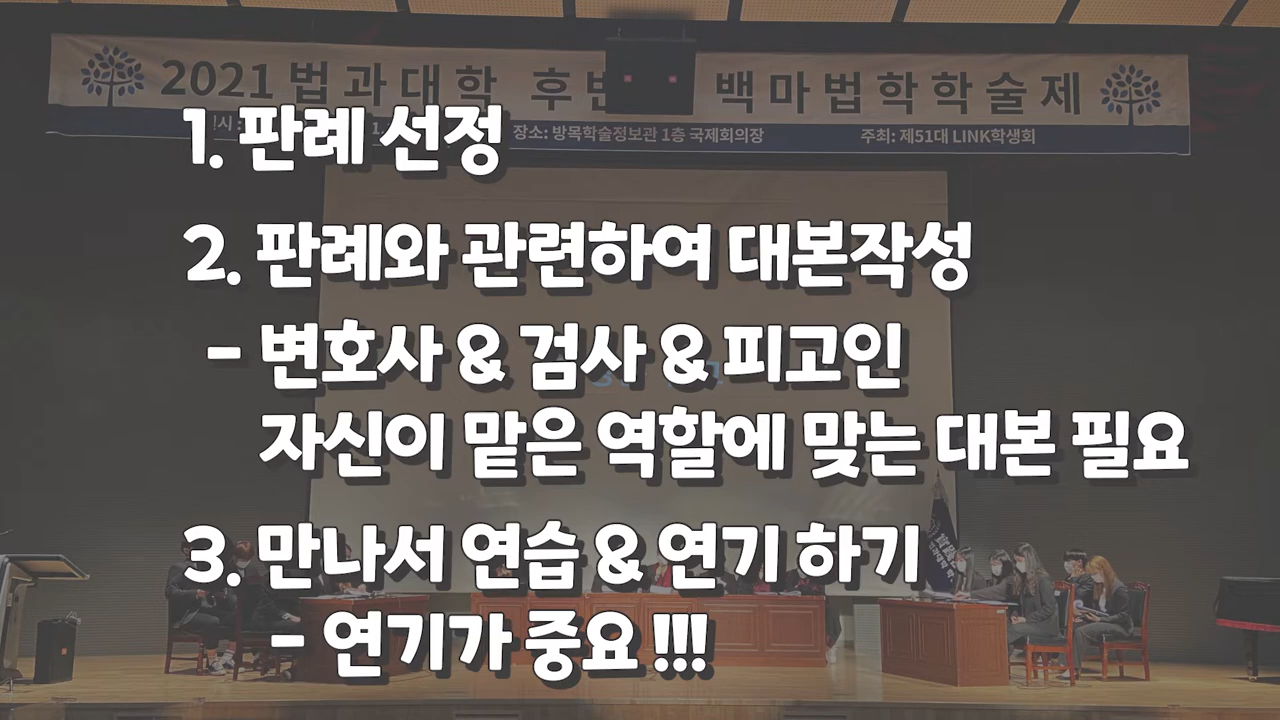 2021 법과대학 후반 백마법학학술제
장소: 방목학술정보관 1층 국제회의장 주최: 제51대 LINK학생회
1. 판례 선정
2. 판례와 관련하여 대본작성
- 변호사 & 검사 & 피고인
자신이 맡은 역할에 맞는 대본 필요
3. 만나서 연습 & 연기 하기
- 연기가 중요 !!!